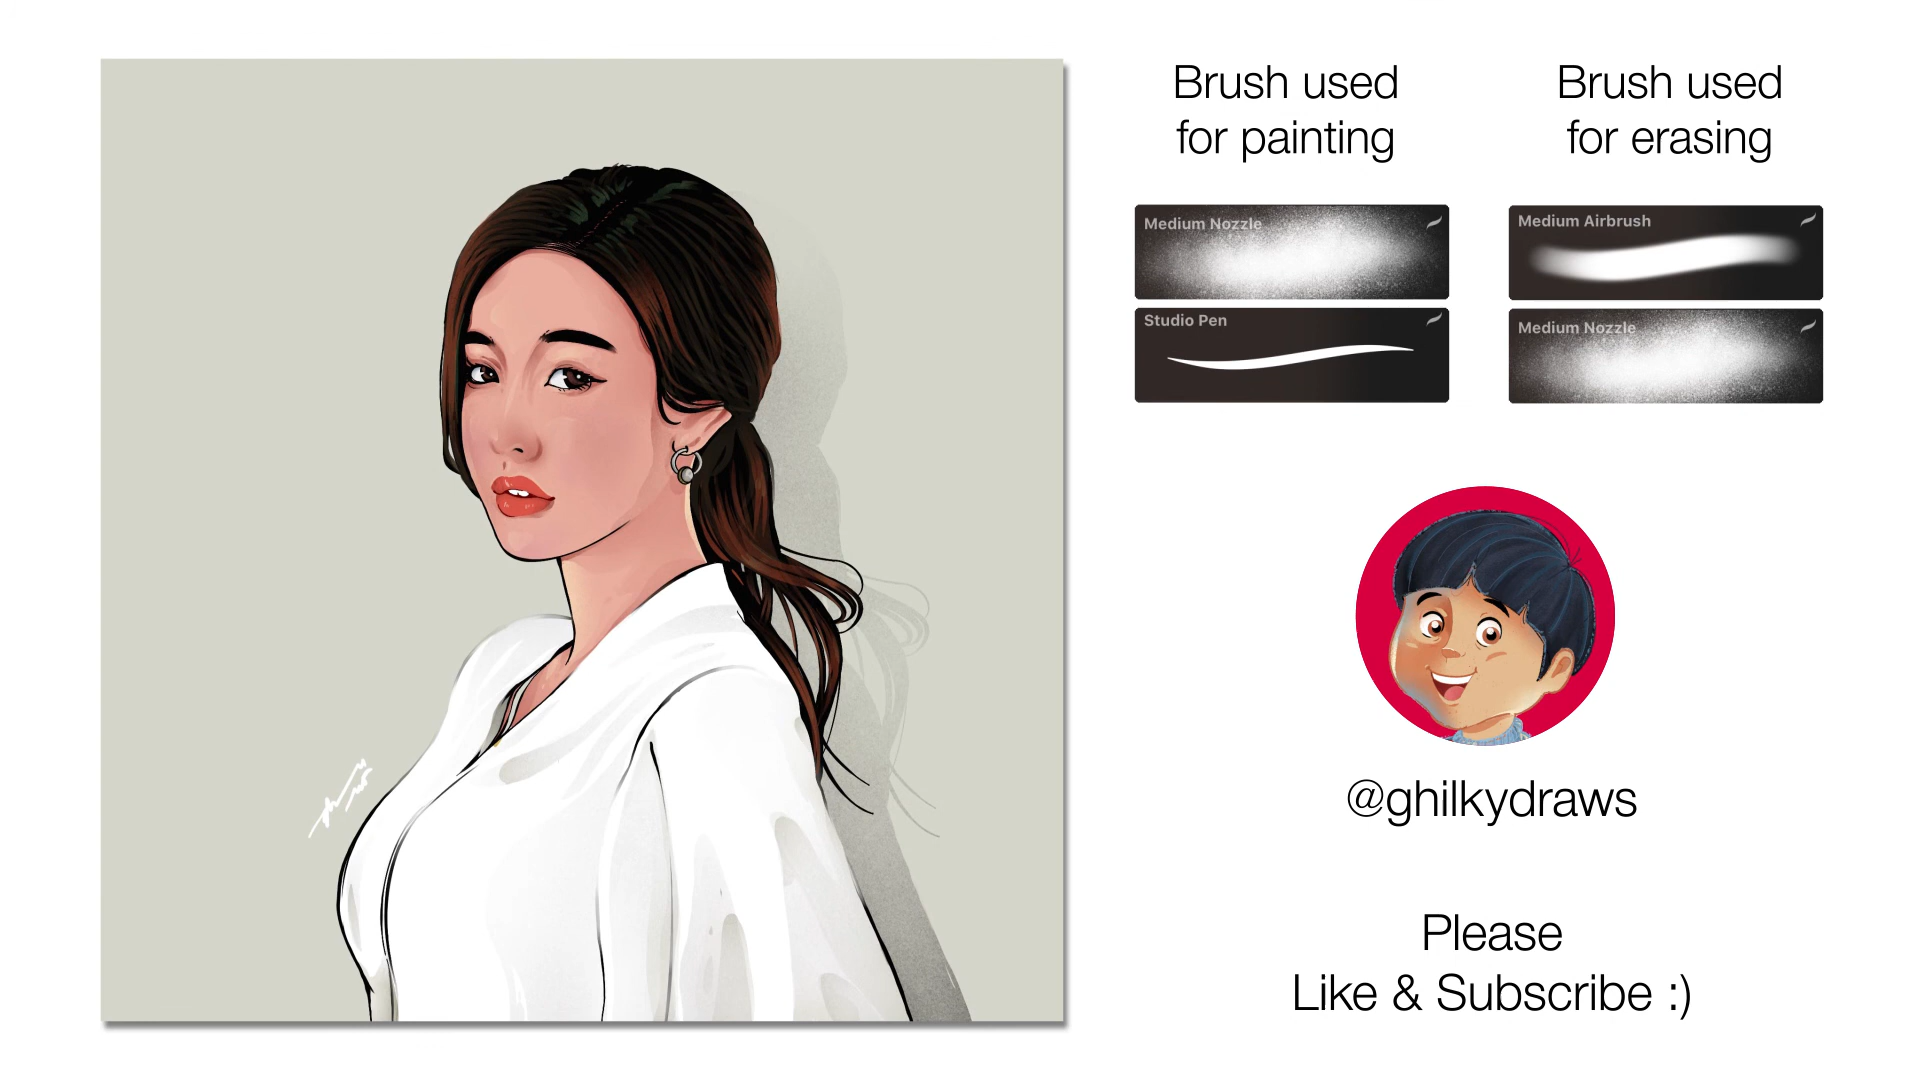 Brush used
for painting
Medium Nozzle
Studio Pen
Brush used
for erasing
Medium Airbrush
Medium Nozzle
@ghilkydraws
Please
Like & Subscribe :)